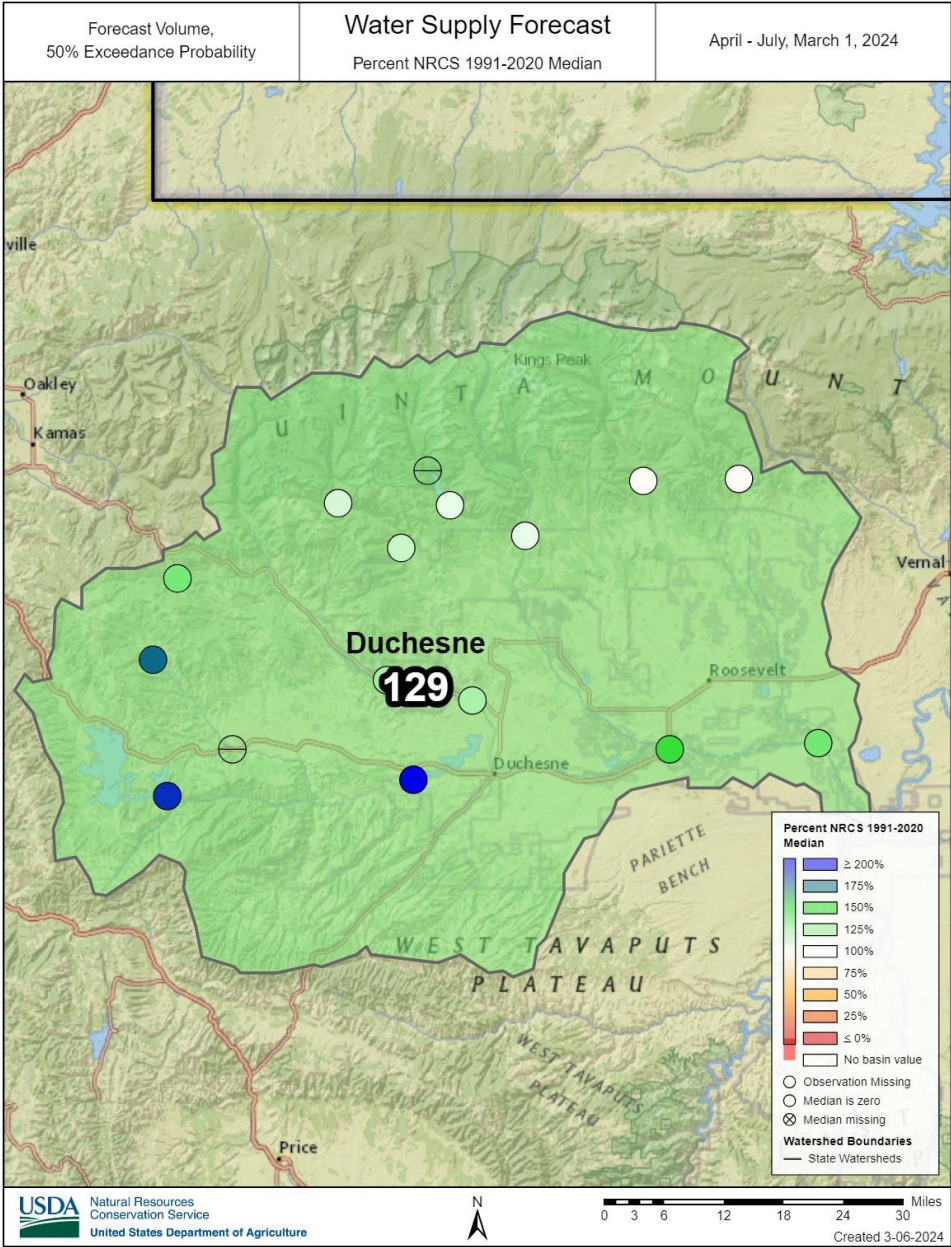 Forecast Volume,
50% Exceedance Probability
Water Supply Forecast
Percent NRCS 1991-2020 Median
April - July, March 1, 2024
ville
Oakley
Kamas
Kings Peak
U I N T A M O U N T
Vernal
Duchesne
129
Roosevelt
Duchesne
PARIETTE
BENCH
WEST TAVAPUTS
PLATEAU
WEST TAVAPUTS
PLATEAU
Price
Percent NRCS 1991-2020
Median
≥ 200%
175%
150%
125%
100%
75%
50%
25%
≤ 0%
No basin value
Observation Missing
Median is zero
Median missing
Watershed Boundaries
State Watersheds
USDA
Natural Resources
Conservation Service
United States Department of Agriculture
N
Miles
0 3 6 12 18 24 30
Created 3-06-2024